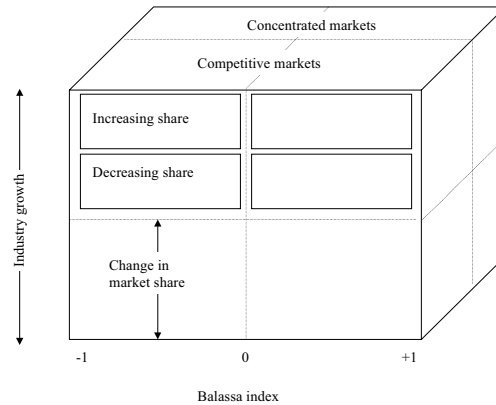 Concentrated markets
Competitive markets
Increasing share
Decreasing share
Industry growth
Change in
market share
-1
0
+1
Balassa index